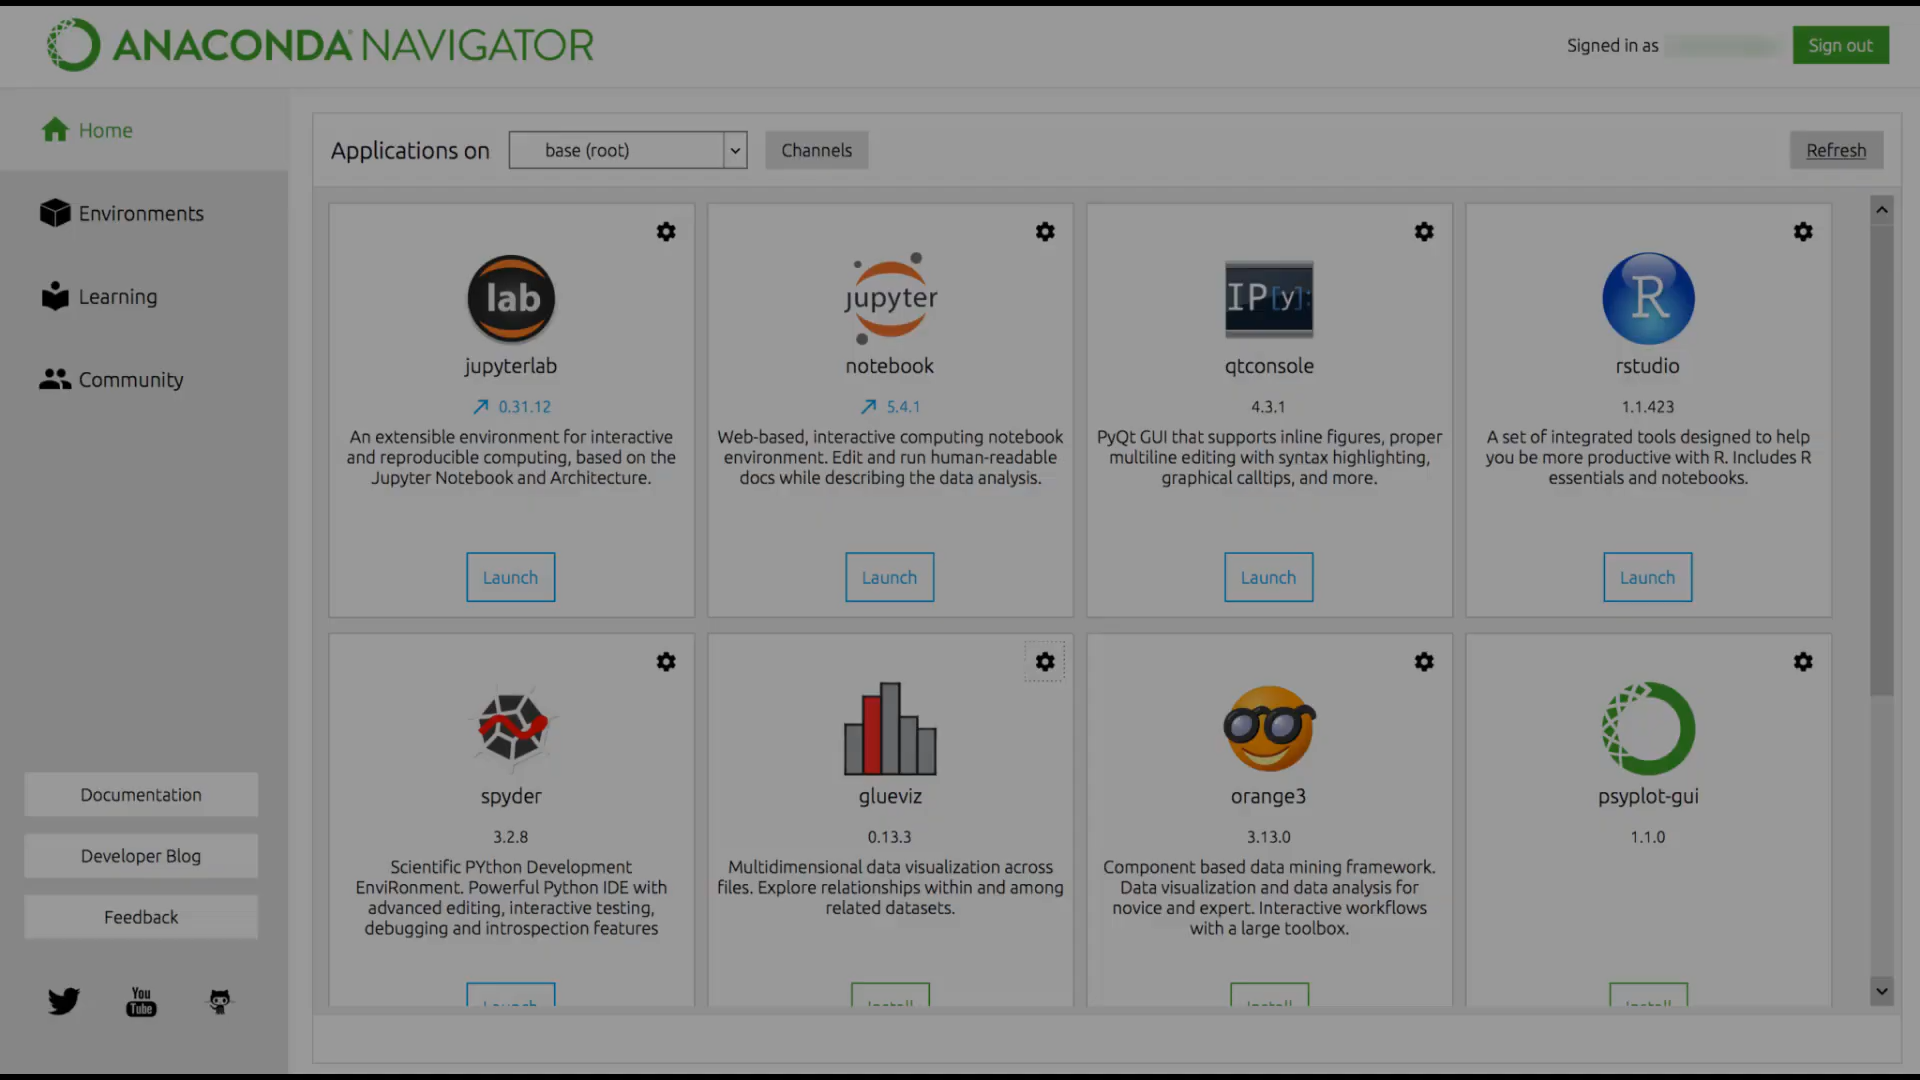 ANACONDA NAVIGATOR
Signed in as
Sign out
Home
Environments
Learning
Community
Documentation
Developer Blog
Feedback
You
Tube
Applications on
base (root)
Channels
Refresh
lab
jupyterlab
0.31.12
An extensible environment for interactive
and reproducible computing, based on the
Jupyter Notebook and Architecture.
Launch
jupyter
notebook
5.4.1
Web-based, interactive computing notebook
environment. Edit and run human-readable
docs while describing the data analysis.
Launch
IP[y]:
qtconsole
4.3.1
PyQt GUI that supports inline figures, proper
multiline editing with syntax highlighting,
graphical calltips, and more.
Launch
R
rstudio
1.1.423
A set of integrated tools designed to help
you be more productive with R. Includes R
essentials and notebooks.
Launch
spyder
3.2.8
Scientific PYthon Development
EnviRonment. Powerful Python IDE with
advanced editing, interactive testing,
debugging and introspection features
Launch
glueviz
0.13.3
Multidimensional data visualization across
files. Explore relationships within and among
related datasets.
Install
orange3
3.13.0
Component based data mining framework.
Data visualization and data analysis for
novice and expert. Interactive workflows
with a large toolbox.
Install
psyplot-gui
1.1.0
Install